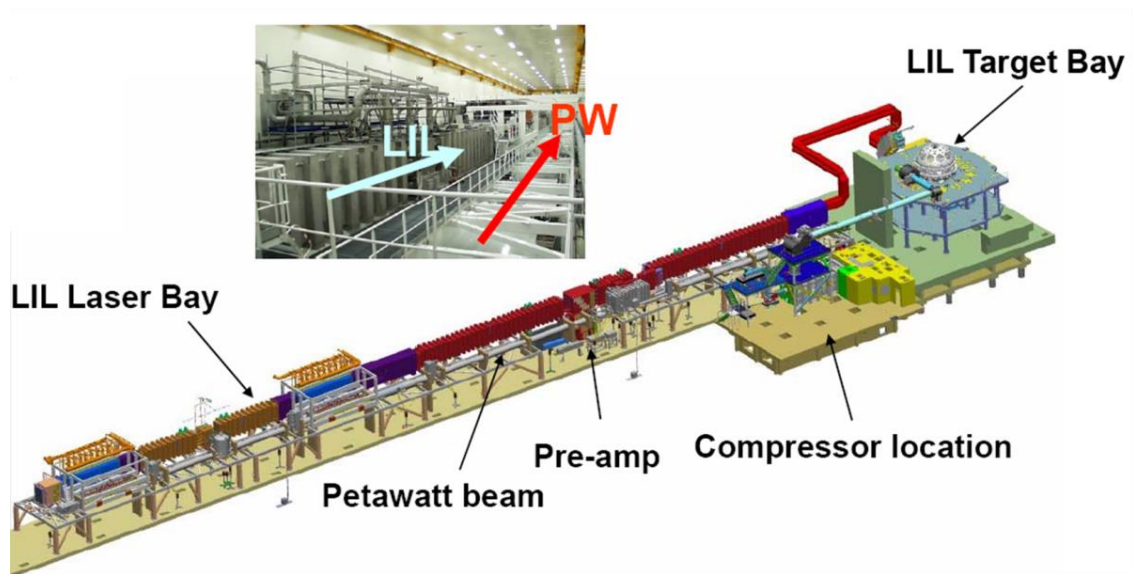 LIL Target Bay
PW
LIL
LIL Laser Bay
Compressor location
Pre-amp
Petawatt beam